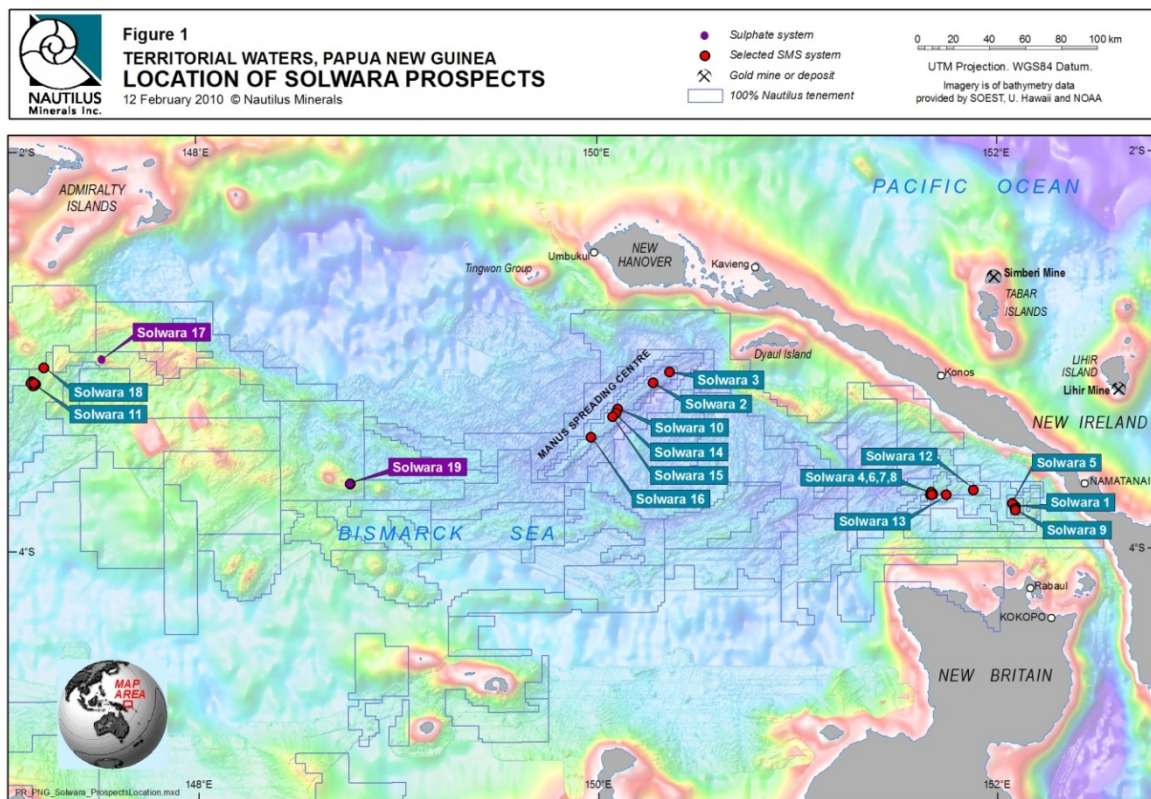 NAUTILUS
Minerals Inc.
Figure 1
TERRITORIAL WATERS, PAPUA NEW GUINEA
LOCATION OF SOLWARA PROSPECTS
12 February 2010 © Nautilus Minerals
Sulphate system
Selected SMS system
Gold mine or deposit
100% Nautilus tenement
0 20 40 60 80 100 km
UTM Projection. WGS84 Datum.
Imagery is of bathymetry data
provided by SOEST, U. Hawaii and NOAA
2°S
148°E
150°E
152°E
2°S
ADMIRALTY
ISLANDS
PACIFIC OCEAN
Umbukul
NEW
HANOVER
Kavieng
Tingwon Group
Simberi Mine
TABAR
ISLANDS
Solwara 17
Solwara 18
Solwara 11
MANUS SPREADING CENTRE
Dyaul Island
Solwara 3
Solwara 2
Solwara 10
Solwara 14
Solwara 15
Solwara 16
Konos
LIHIR
ISLAND
Lihir Mine
NEW IRELAND
Solwara 19
Solwara 12
Solwara 5
Solwara 4,6,7,8
NAMATANAI
Solwara 1
Solwara 13
Solwara 9
BISMARCK SEA
4°S
4°S
Rabaul
KOKOPO
NEW BRITAIN
MAP
AREA
148°E
150°E
152°E
PR_PNG_Solwara_ProspectsLocation.mxd